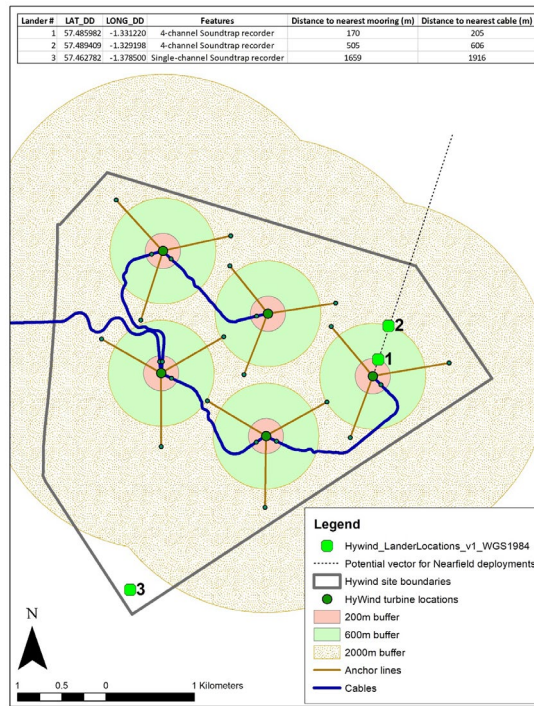 Lander # LAT_DD LONG_DD Features Distance to nearest mooring (m) Distance to nearest cable (m)
1 57.485982 -1.331220 4-channel Soundtrap recorder 170 205
2 57.489409 -1.329198 4-channel Soundtrap recorder 505 606
3 57.462782 -1.378500 Single-channel Soundtrap recorder 1659 1916
2
1
3
N
1 0.5 0 1 Kilometers
Legend
Hywind_LanderLocations_v1_WGS1984
Potential vector for Nearfield deployments
Hywind site boundaries
HyWind turbine locations
200m buffer
600m buffer
2000m buffer
Anchor lines
Cables